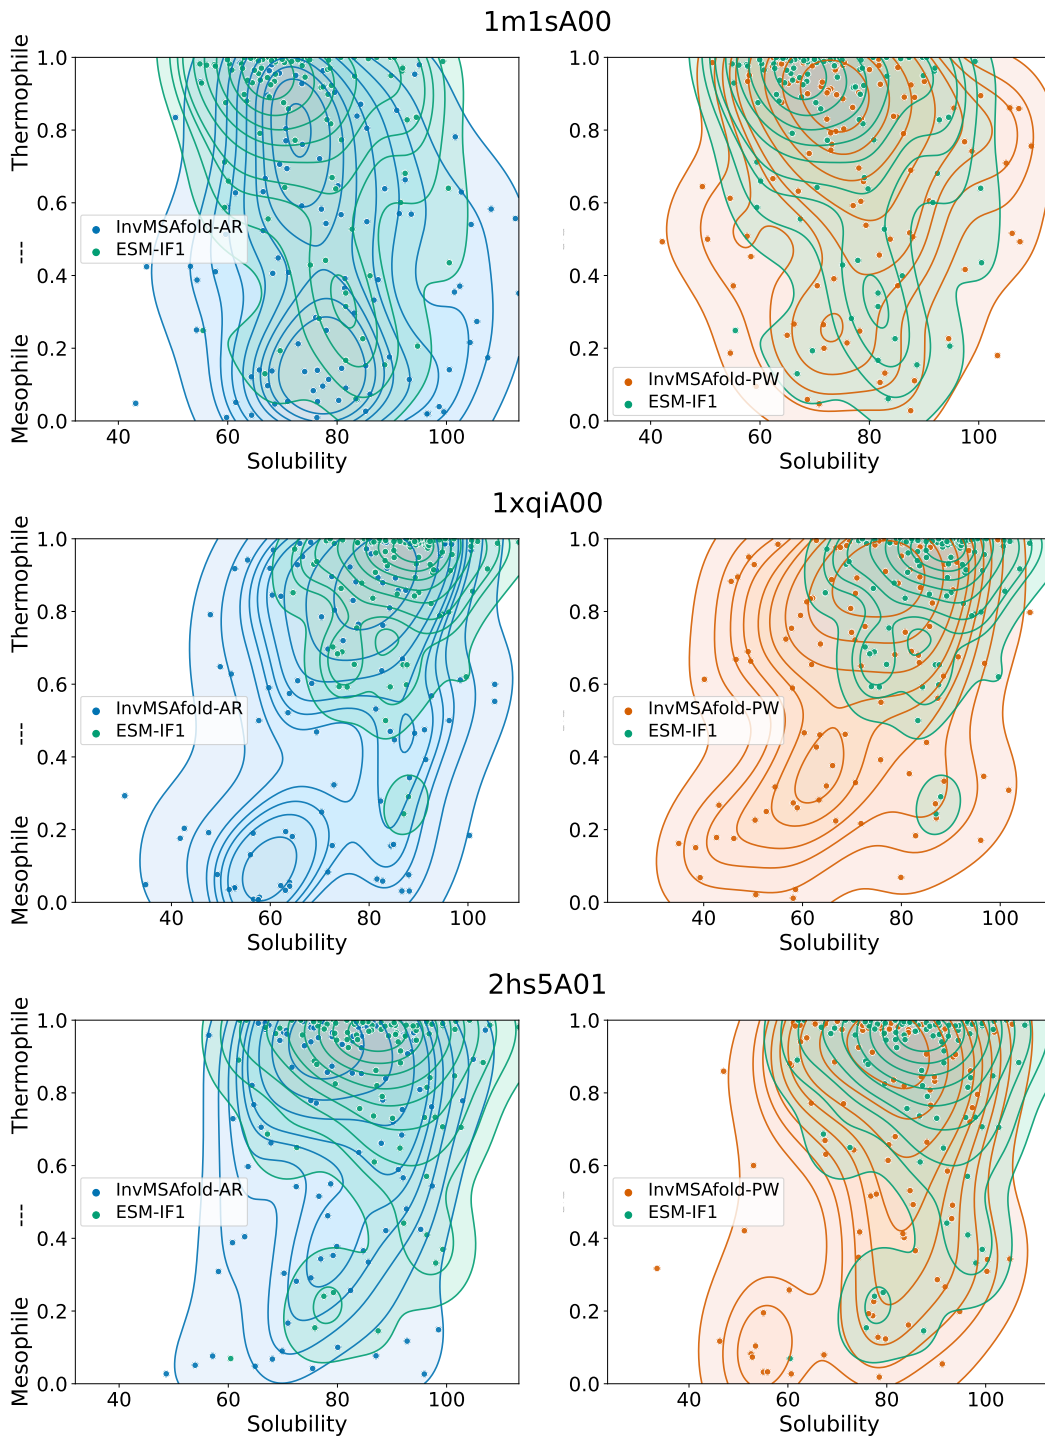 1m1sA00
Thermophile
---
Mesophile
1.0
0.8
0.6
0.4
0.2
0.0
InvMSAfold-AR
ESM-IF1
40 60 80 100
Solubility
1.0
0.8
0.6
0.4
0.2
0.0
InvMSAfold-PW
ESM-IF1
40 60 80 100
Solubility
1xqiA00
Thermophile
---
Mesophile
1.0
0.8
0.6
0.4
0.2
0.0
InvMSAfold-AR
ESM-IF1
40 60 80 100
Solubility
1.0
0.8
0.6
0.4
0.2
0.0
InvMSAfold-PW
ESM-IF1
40 60 80 100
Solubility
2hs5A01
Thermophile
---
Mesophile
1.0
0.8
0.6
0.4
0.2
0.0
InvMSAfold-AR
ESM-IF1
40 60 80 100
Solubility
1.0
0.8
0.6
0.4
0.2
0.0
InvMSAfold-PW
ESM-IF1
40 60 80 100
Solubility